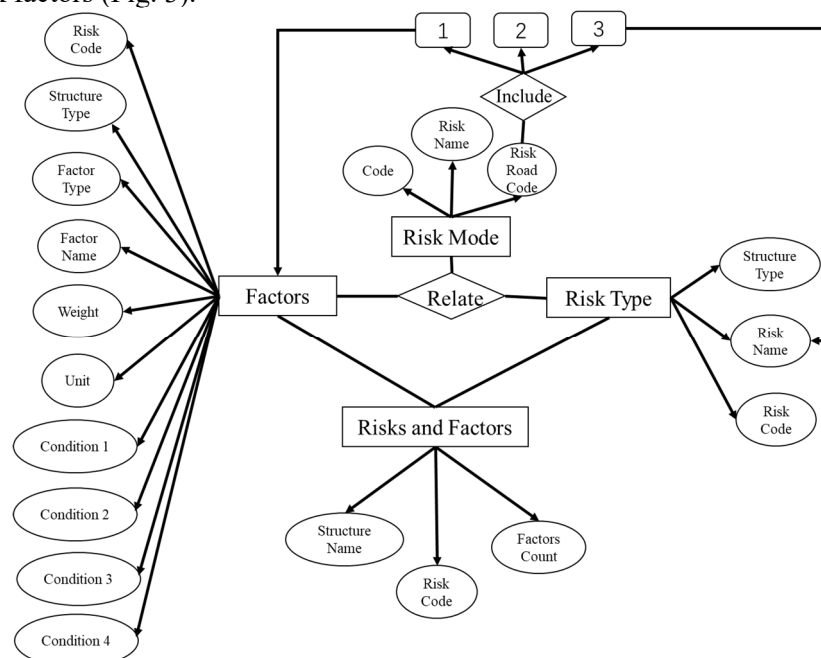 k factors (Fig. 3).
1
2
3
Include
Risk
Code
Structure
Type
Factor
Type
Factor
Name
Weight
Unit
Condition 1
Condition 2
Condition 3
Condition 4
Risk
Name
Code
Risk
Road
Code
Risk Mode
Factors
Relate
Risk Type
Structure
Type
Risk
Name
Risk
Code
Risks and Factors
Structure
Name
Risk
Code
Factors
Count